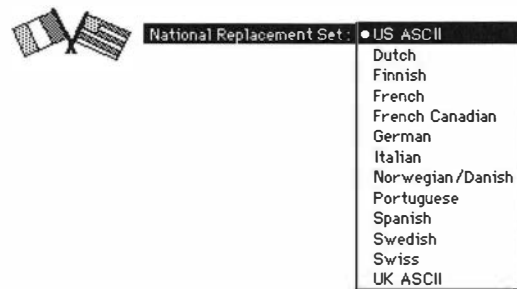 National Replacement Set: US ASCII
Dutch
Finnish
French
French Canadian
German
Italian
Norwegian/Danish
Portuguese
Spanish
Swedish
Swiss
UK ASCII